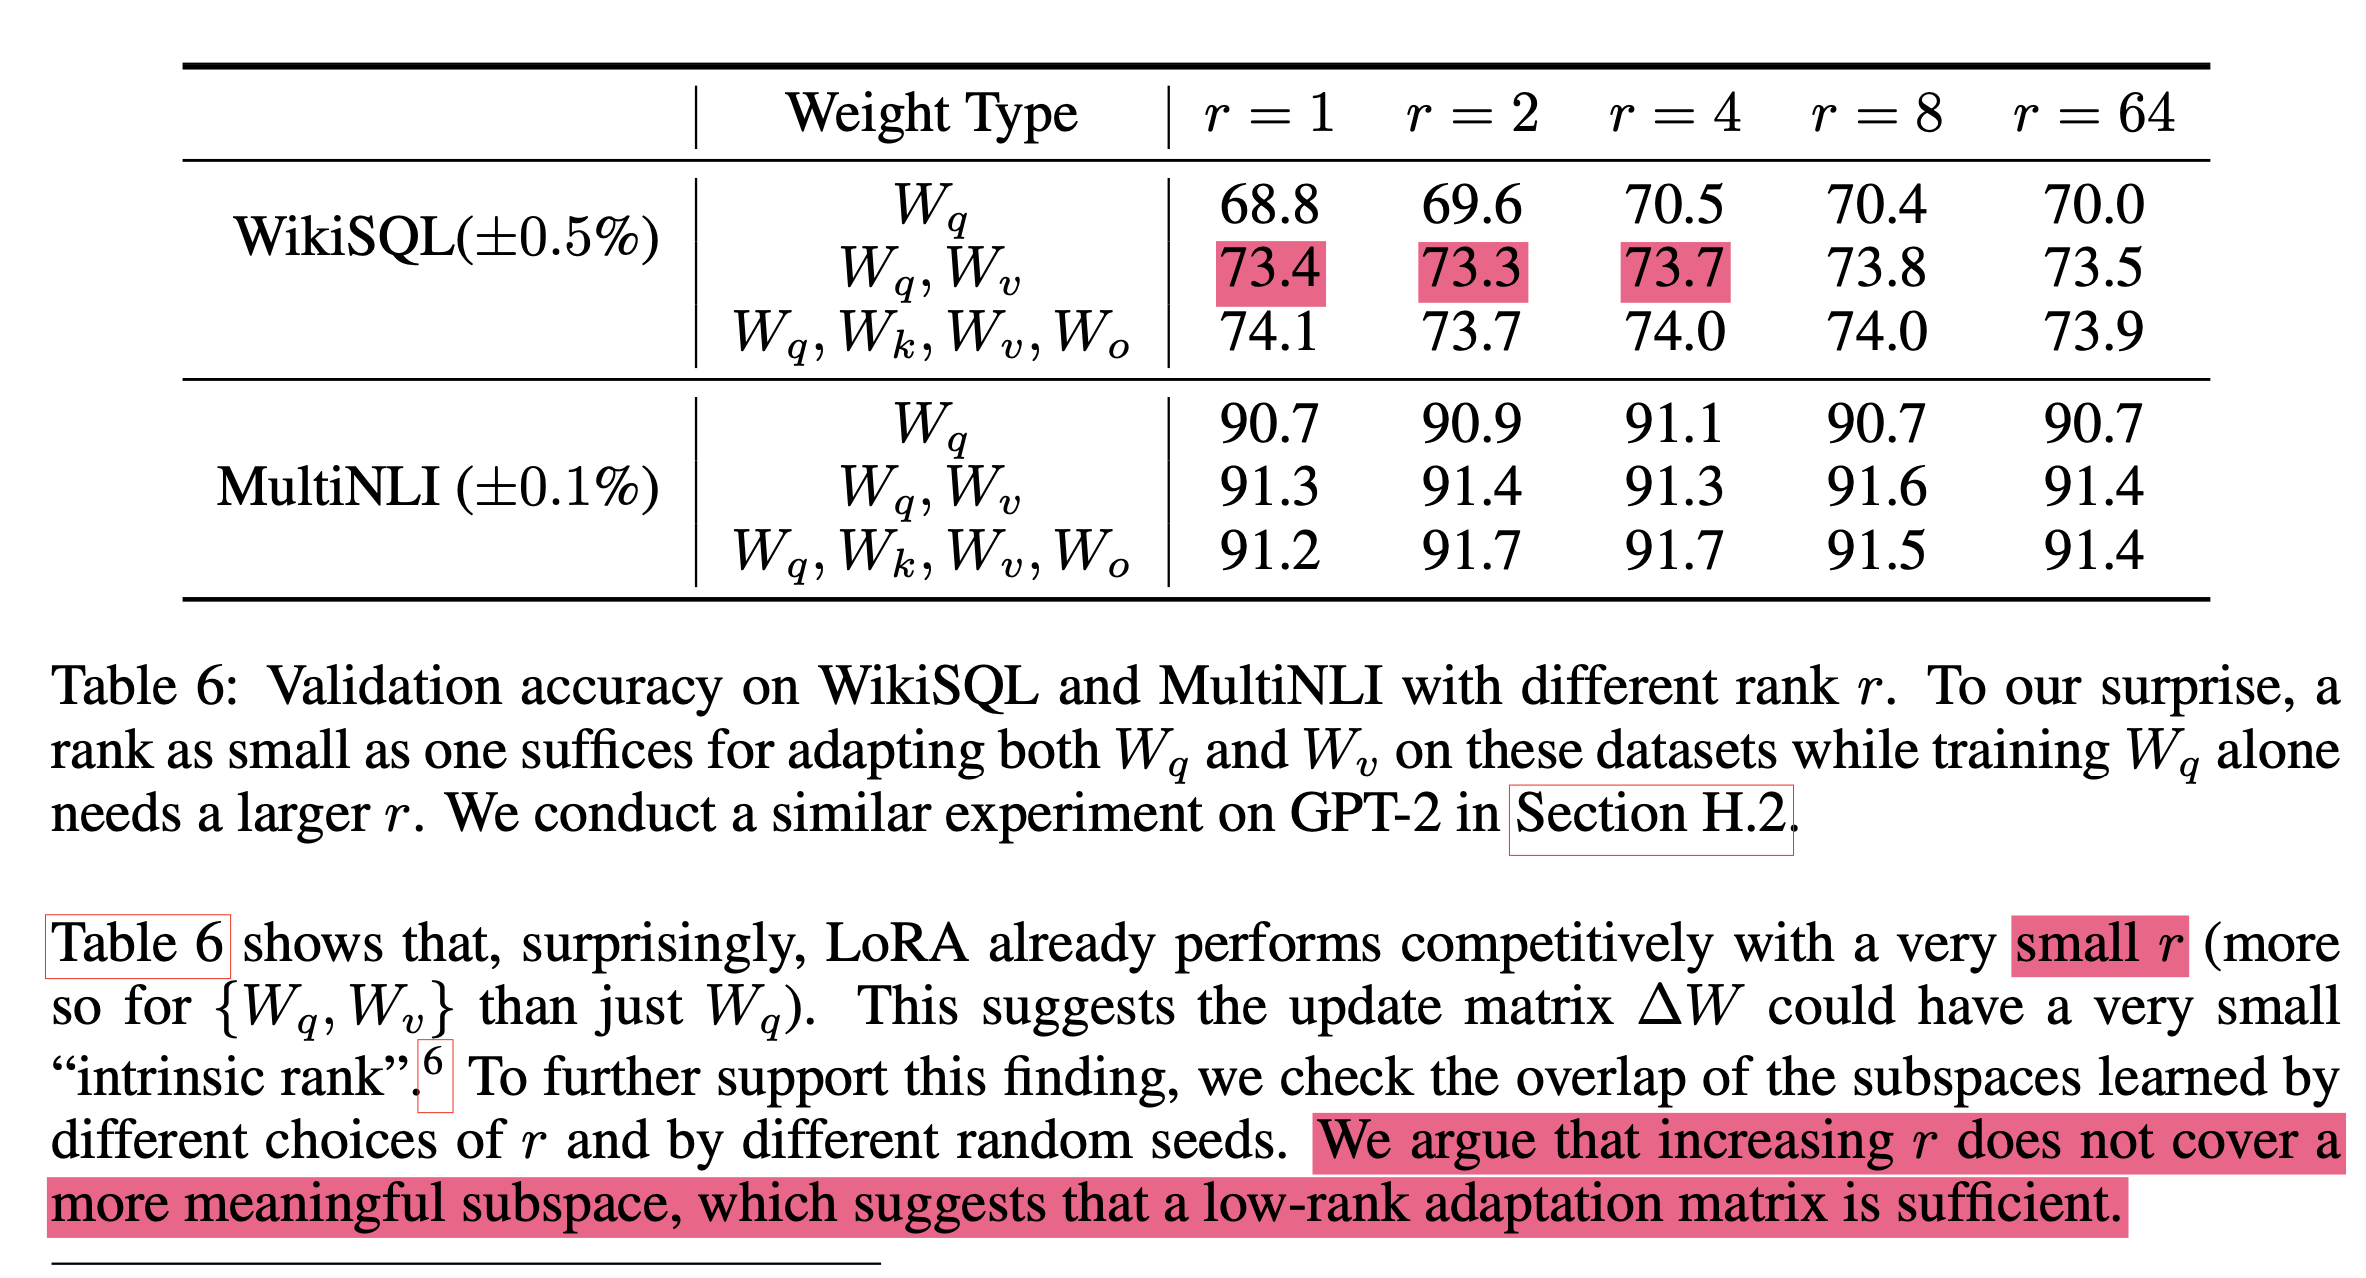 Weight Type | r = 1 r = 2 r = 4 r = 8 r = 64
WikiSQL(±0.5%) | W_q | 68.8 69.6 70.5 70.4 70.0
W_q, W_v | 73.4 73.3 73.7 73.8 73.5
W_q, W_k, W_v, W_o | 74.1 73.7 74.0 74.0 73.9
MultiNLI (±0.1%) | W_q | 90.7 90.9 91.1 90.7 90.7
W_q, W_v | 91.3 91.4 91.3 91.6 91.4
W_q, W_k, W_v, W_o | 91.2 91.7 91.7 91.5 91.4
Table 6: Validation accuracy on WikiSQL and MultiNLI with different rank r. To our surprise, a
rank as small as one suffices for adapting both W_q and W_v on these datasets while training W_q alone
needs a larger r. We conduct a similar experiment on GPT-2 in Section H.2.
Table 6 shows that, surprisingly, LoRA already performs competitively with a very small r (more
so for {W_q, W_v} than just W_q). This suggests the update matrix ΔW could have a very small
“intrinsic rank”.⁶ To further support this finding, we check the overlap of the subspaces learned by
different choices of r and by different random seeds. We argue that increasing r does not cover a
more meaningful subspace, which suggests that a low-rank adaptation matrix is sufficient.